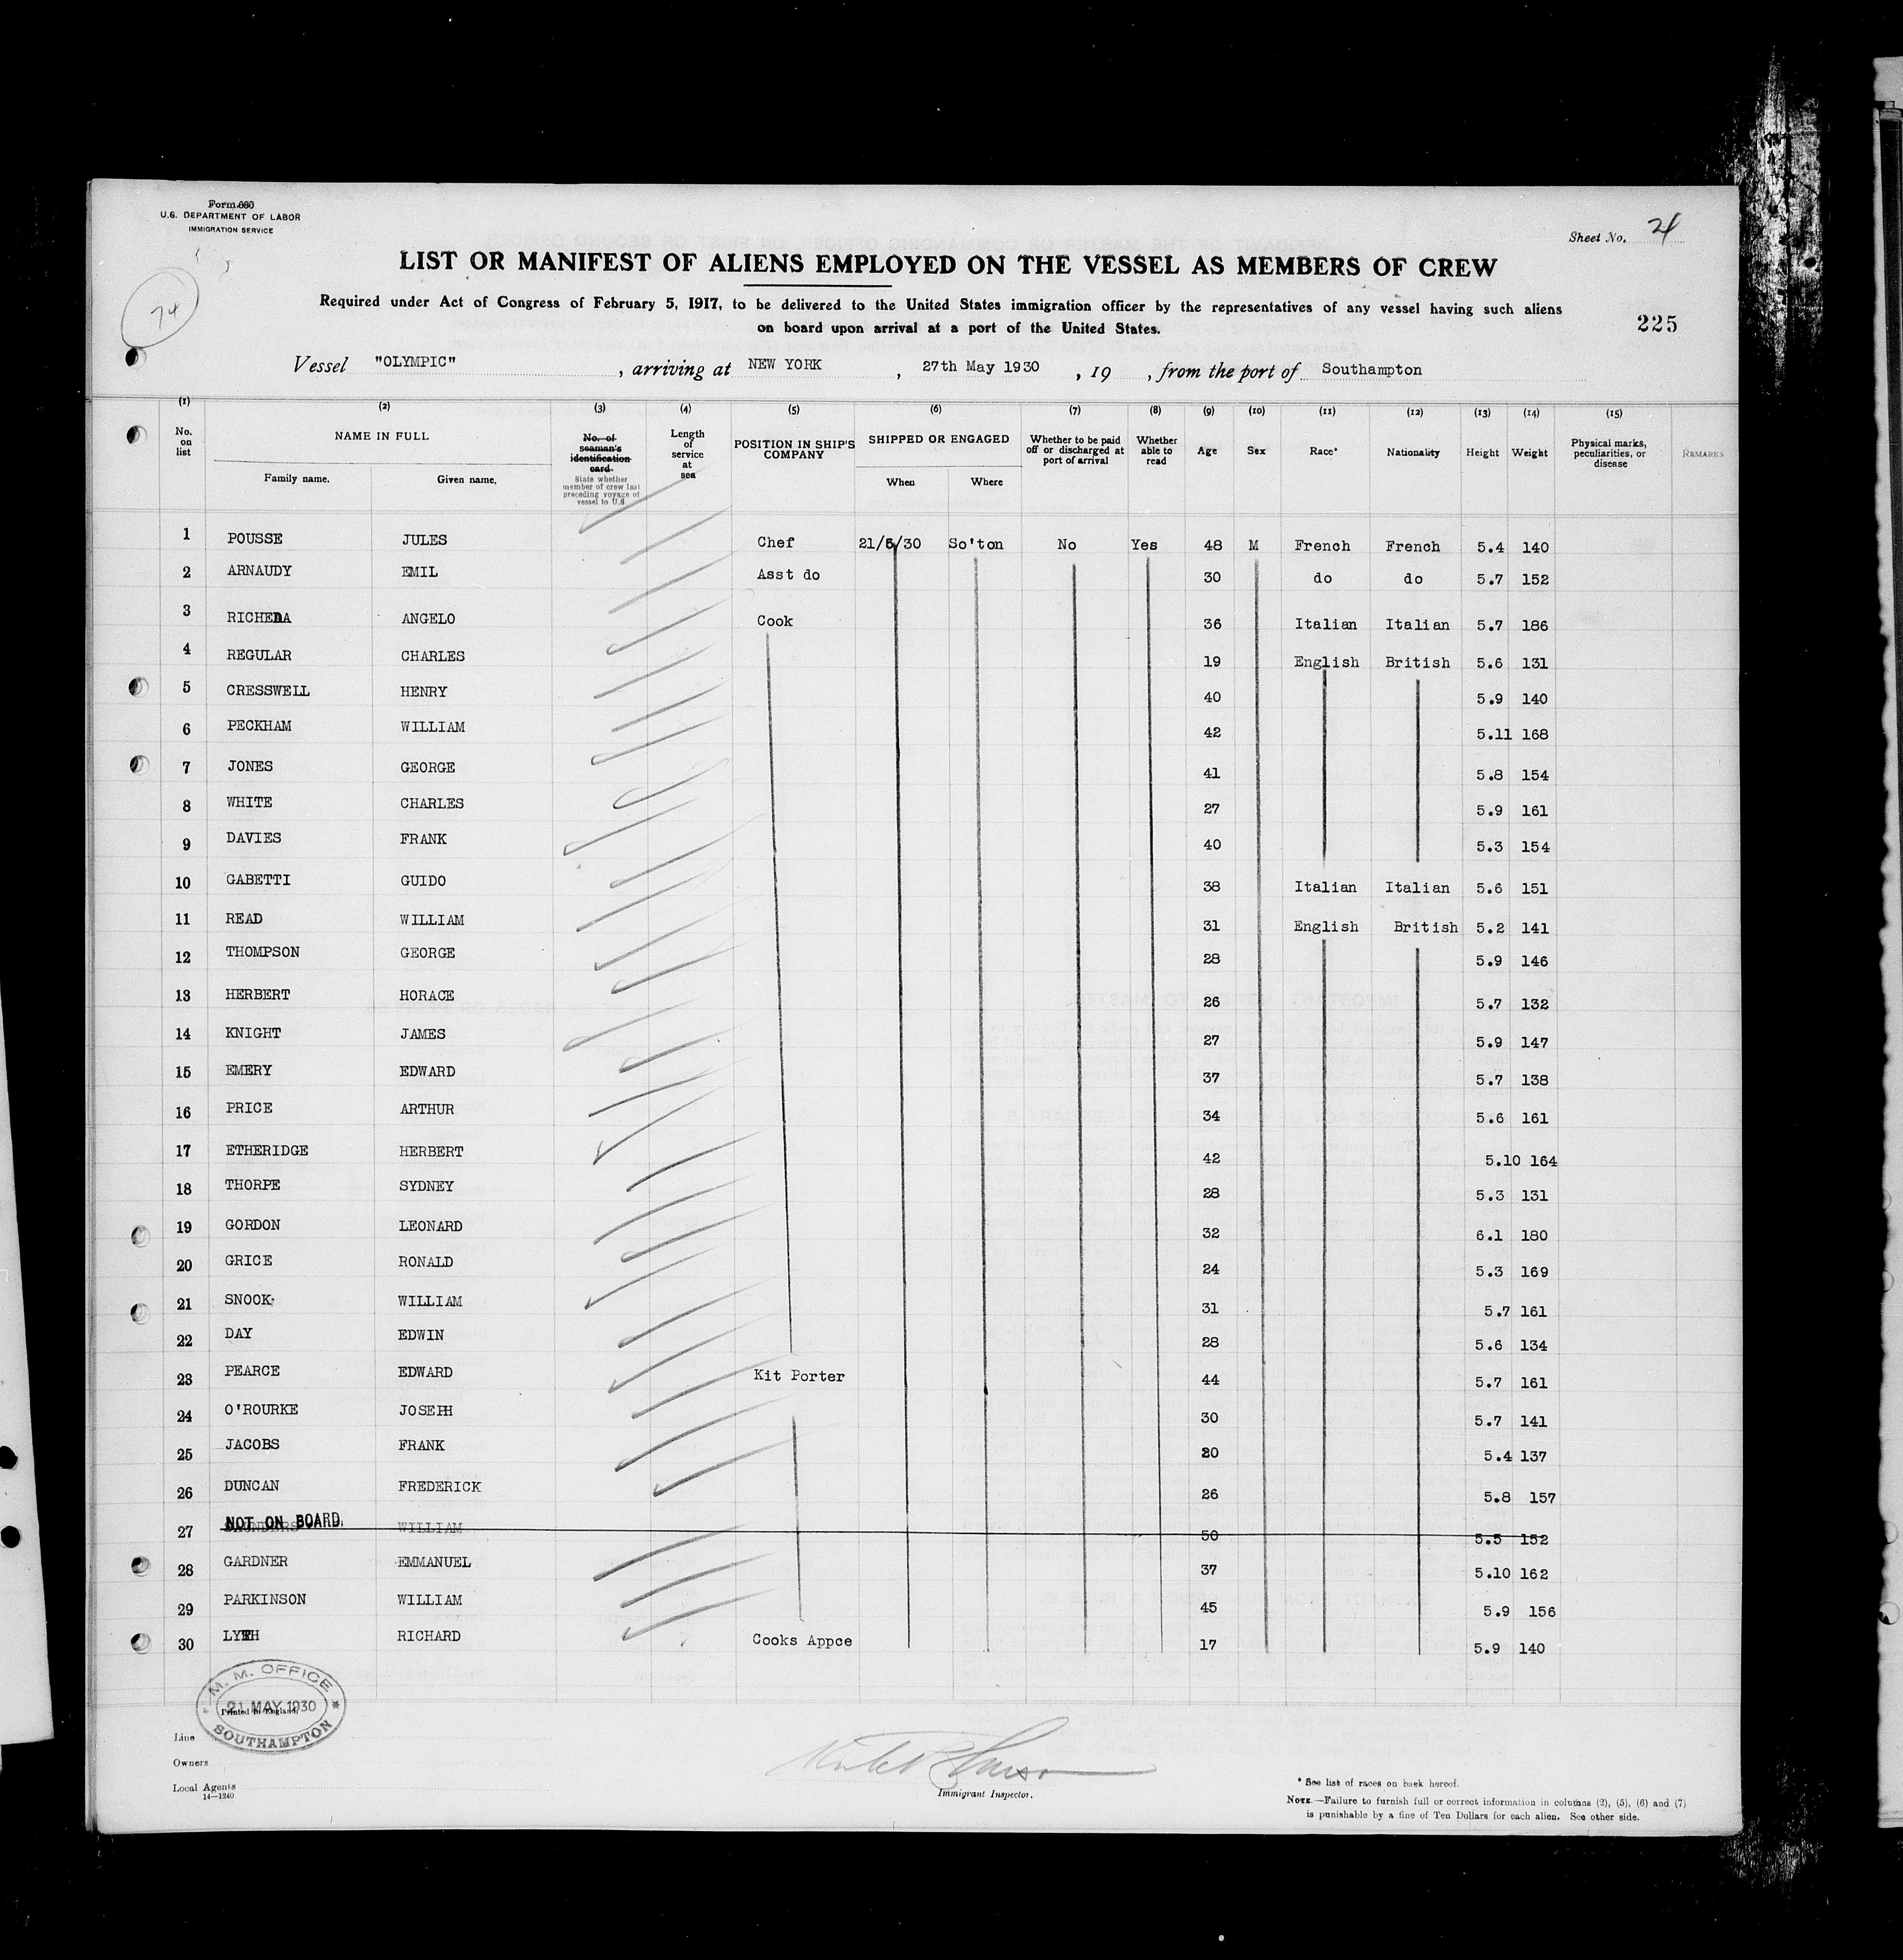 Form 680
U.S. DEPARTMENT OF LABOR
IMMIGRATION SERVICE
Sheet No.
74
LIST OR MANIFEST OF ALIENS EMPLOYED ON THE VESSEL AS MEMBERS OF CREW
Required under Act of Congress of February 5, 1917, to be delivered to the United States immigration officer by the representatives of any vessel having such aliens
on board upon arrival at a port of the United States.
225
Vessel "OLYMPIC", arriving at NEW YORK, 27th May 1930, 19, from the port of Southampton
(1) (2) (3) (4) (5) (6) (7) (8) (9) (10) (11) (12) (13) (14) (15)
No. on list
NAME IN FULL
Family name. Given name.
No. of seaman's identification card
State whether member of crew last preceding voyage of vessel to U.S.
Length of service at sea
POSITION IN SHIP'S COMPANY
SHIPPED OR ENGAGED
When Where
Whether to be paid off or discharged at port of arrival
Whether able to read
Age Sex Race* Nationality Height Weight
Physical marks, peculiarities, or disease
REMARKS
1 POUSSE JULES Chef 21/5/30 So'ton No Yes 48 M French French 5.4 140
2 ARNAUDY EMIL Asst do 30 do do 5.7 152
3 ANGELO Cook 36 Italian Italian 5.7 186
4 REGULAR CHARLES 19 English British 5.6 131
5 CRESSWELL HENRY 40 5.9 140
6 PECKHAM WILLIAM 42 5.11 168
7 JONES GEORGE 41 5.8 154
8 WHITE CHARLES 27 5.9 161
9 DAVIES FRANK 40 5.3 154
10 GABETTI GUIDO 38 Italian Italian 5.6 151
11 READ WILLIAM 31 English British 5.2 141
12 THOMPSON GEORGE 28 5.9 146
13 HERBERT HORACE 26 5.7 132
14 KNIGHT JAMES 27 5.9 147
15 EMERY EDWARD 37 5.7 138
16 PRICE ARTHUR 34 5.6 161
17 ETHERIDGE HERBERT 42 5.10 164
18 THORPE SYDNEY 28 5.3 131
19 GORDON LEONARD 32 6.1 180
20 GRICE RONALD 24 5.3 169
21 SNOOK WILLIAM 31 5.7 161
22 DAY EDWIN 28 5.6 134
23 PEARCE EDWARD Kit Porter 44 5.7 161
24 O'ROURKE JOSEPH 30 5.7 141
25 JACOBS FRANK 20 5.4 137
26 DUNCAN FREDERICK 26 5.8 157
NOT ON BOARD.
27 SAUNDERS WILLIAM 50 5.5 152
28 GARDNER EMMANUEL 37 5.10 162
29 PARKINSON WILLIAM 45 5.9 156
30 RICHARD Cooks Appce 17 5.9 140
M. M. OFFICE
21 MAY 1930
SOUTHAMPTON
Printed in England.
Line
Owners
Local Agents
14—1240
Immigrant Inspector.
* See list of races on back hereof.
NOTE.—Failure to furnish full or correct information in columns (2), (5), (6) and (7)
is punishable by a fine of Ten Dollars for each alien. See other side.